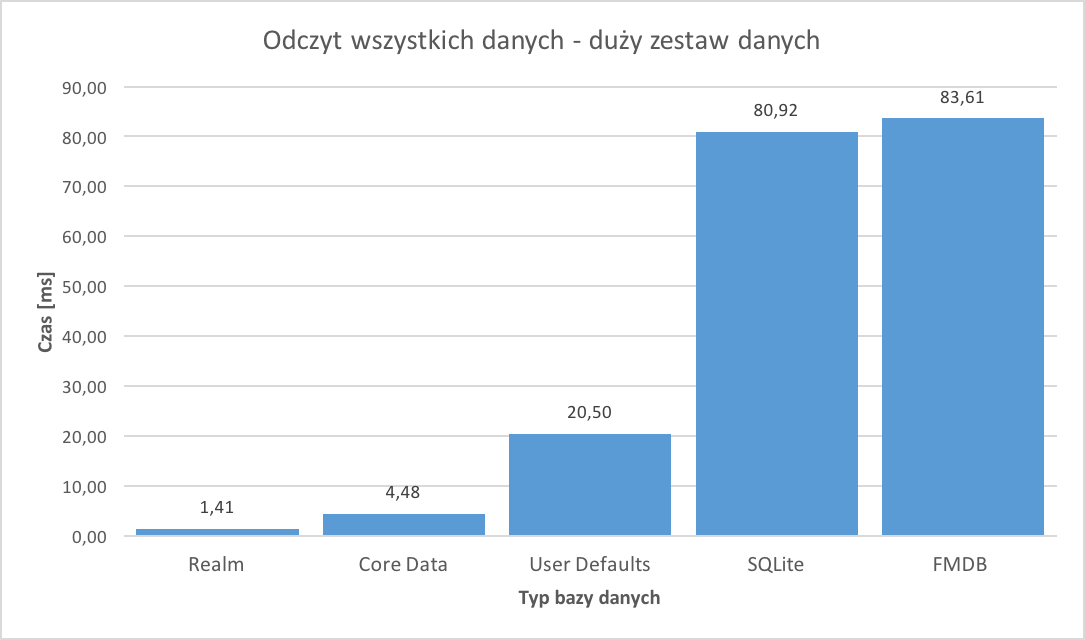 Odczyt wszystkich danych - duży zestaw danych
90,00
80,00
70,00
60,00
50,00
40,00
30,00
20,00
10,00
0,00
Czas [ms]
1,41
4,48
20,50
80,92
83,61
Realm
Core Data
User Defaults
SQLite
FMDB
Typ bazy danych